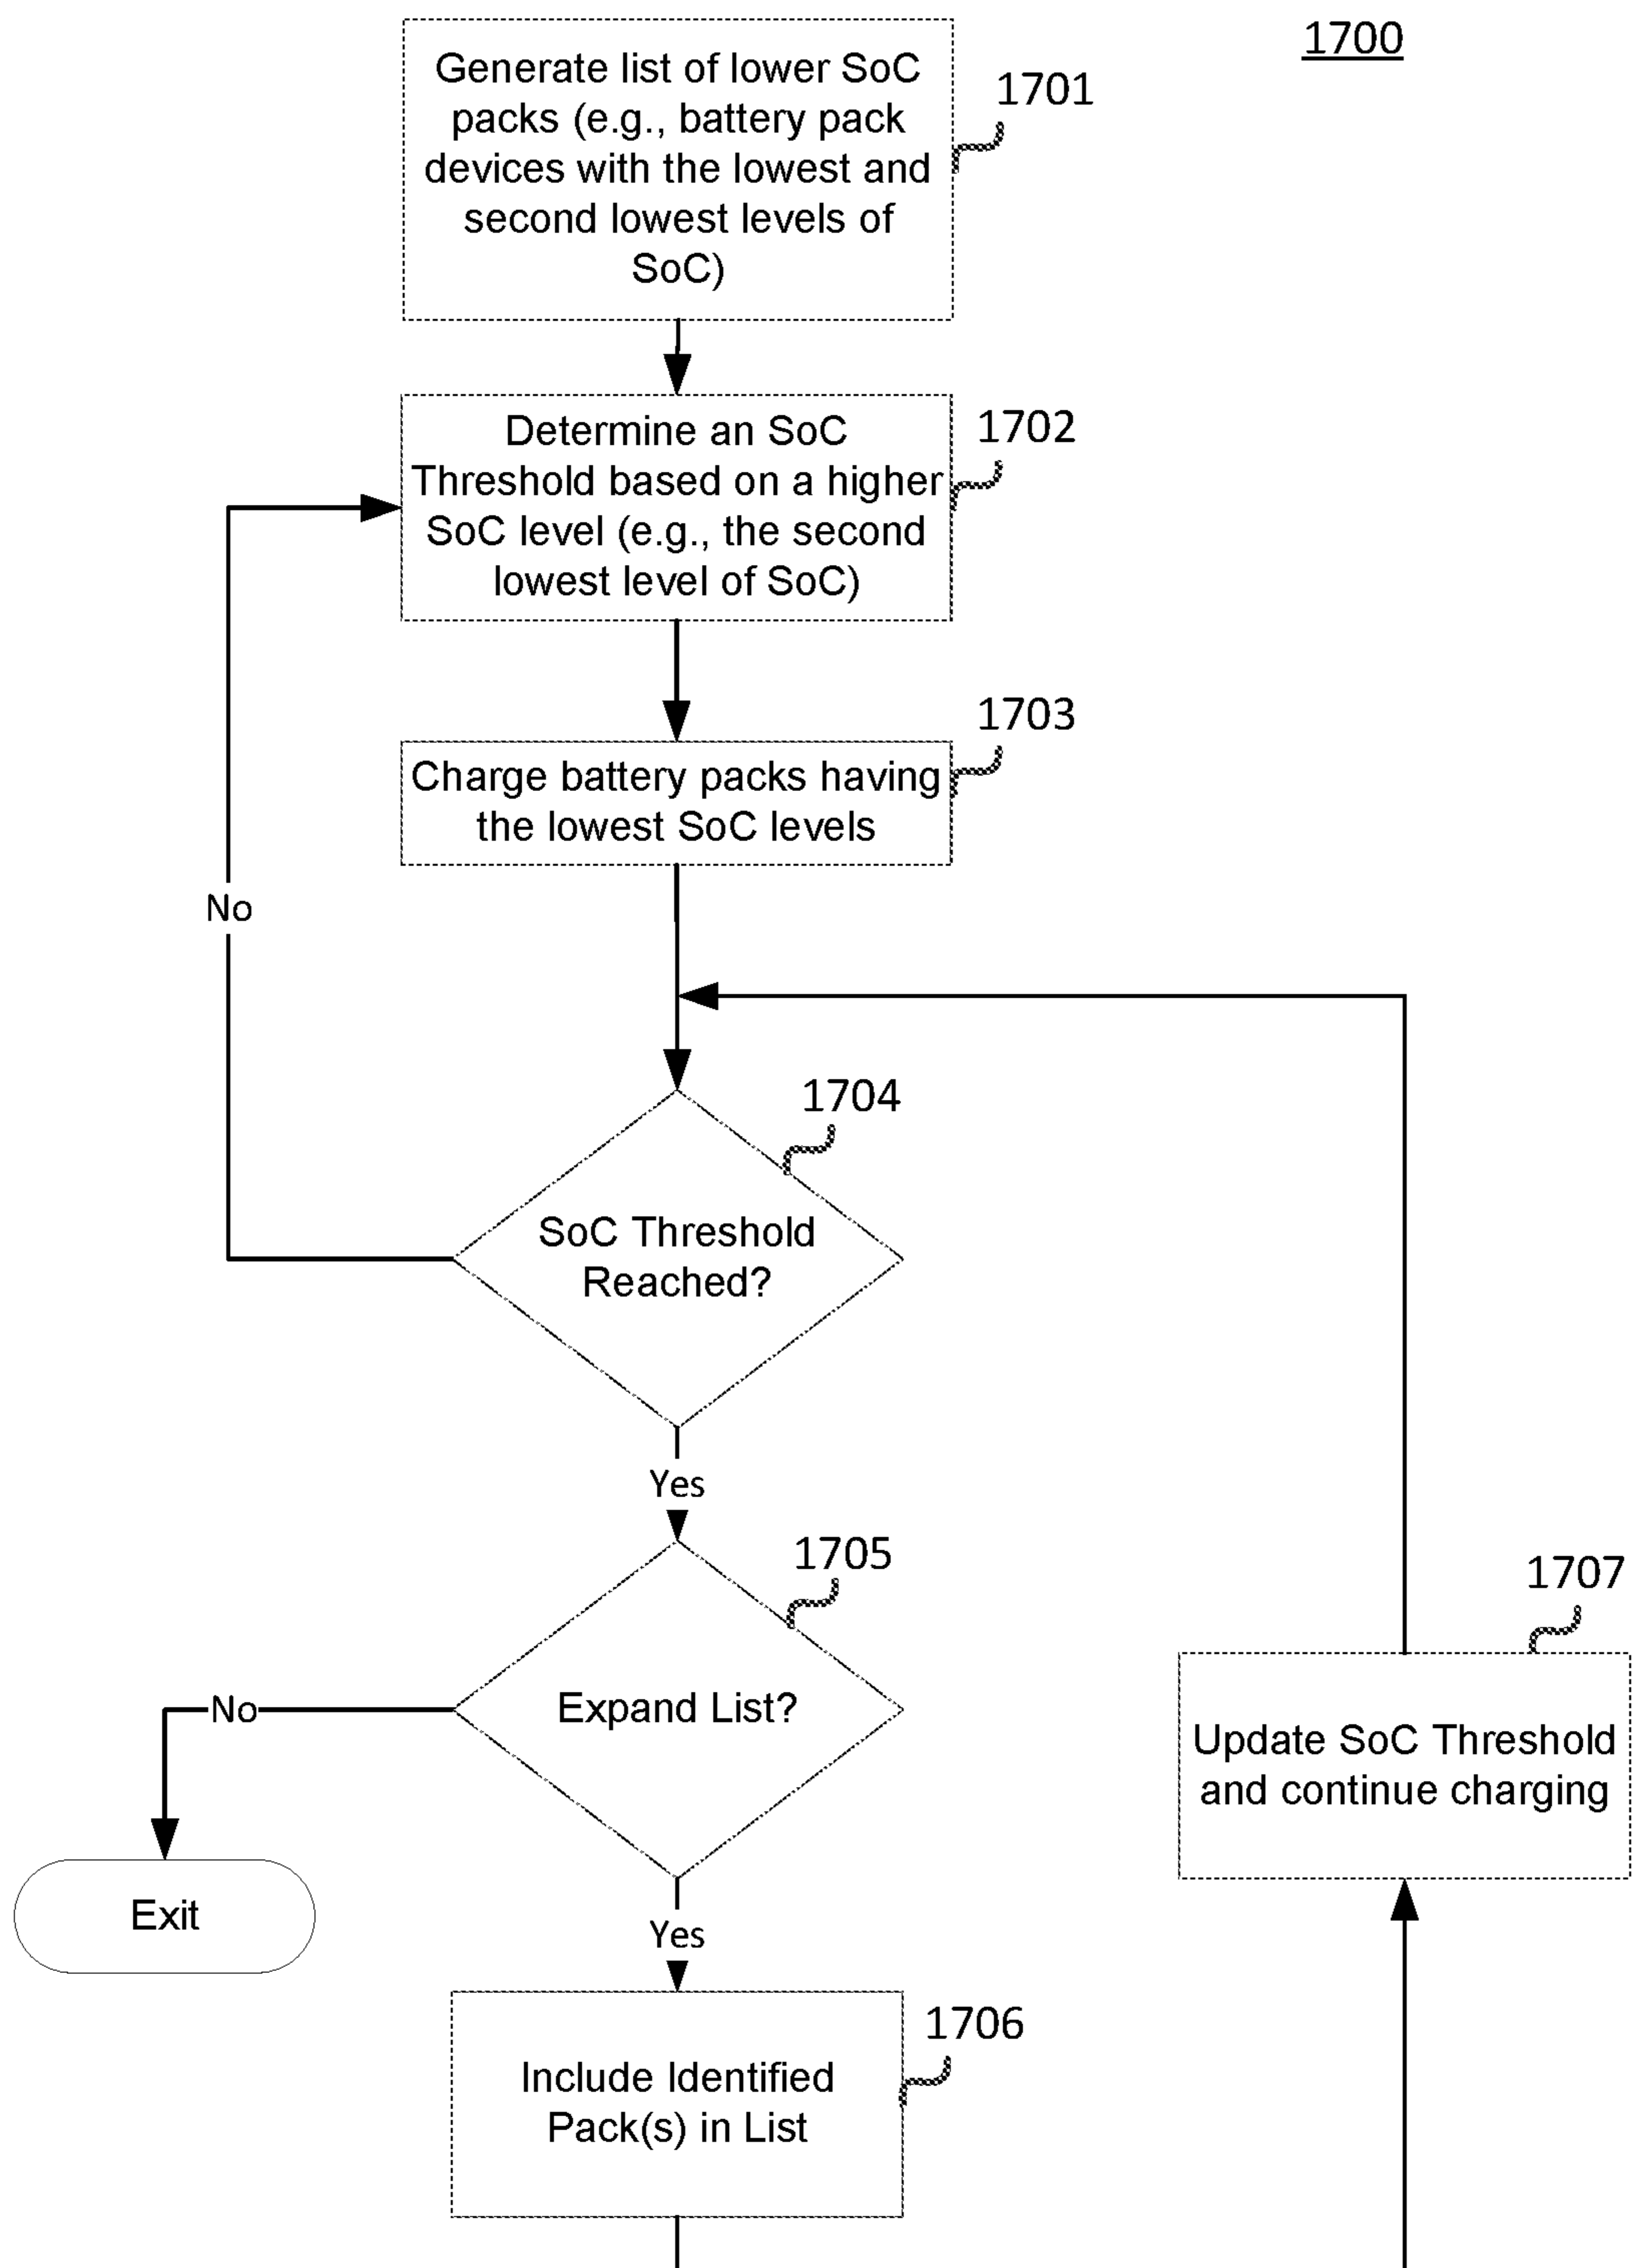 1700
Generate list of lower SoC
packs (e.g., battery pack
devices with the lowest and
second lowest levels of
SoC)
1701
Determine an SoC
Threshold based on a higher
SoC level (e.g., the second
lowest level of SoC)
1702
Charge battery packs having
the lowest SoC levels
1703
No
1704
SoC Threshold
Reached?
Yes
1705
Expand List?
No
Exit
Yes
1706
Include Identified
Pack(s) in List
1707
Update SoC Threshold
and continue charging